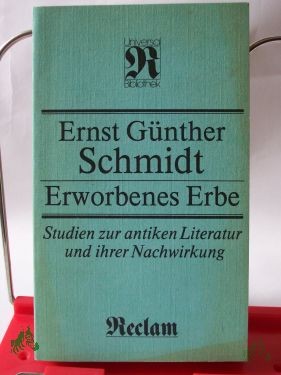 Universal
R
Bibliothek
Ernst Günther
Schmidt
Erworbenes Erbe
Studien zur antiken Literatur
und ihrer Nachwirkung
Reclam